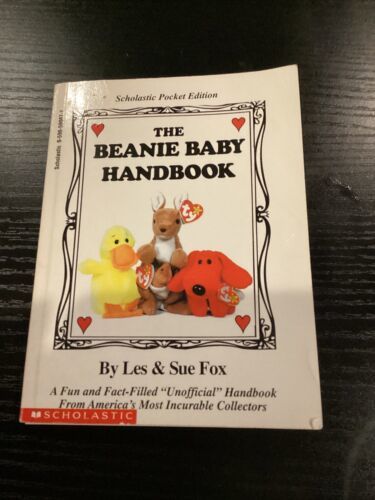 Scholastic Pocket Edition
THE
BEANIE BABY
HANDBOOK
By Les & Sue Fox
A Fun and Fact-Filled "Unofficial" Handbook
From America's Most Incurable Collectors
SCHOLASTIC